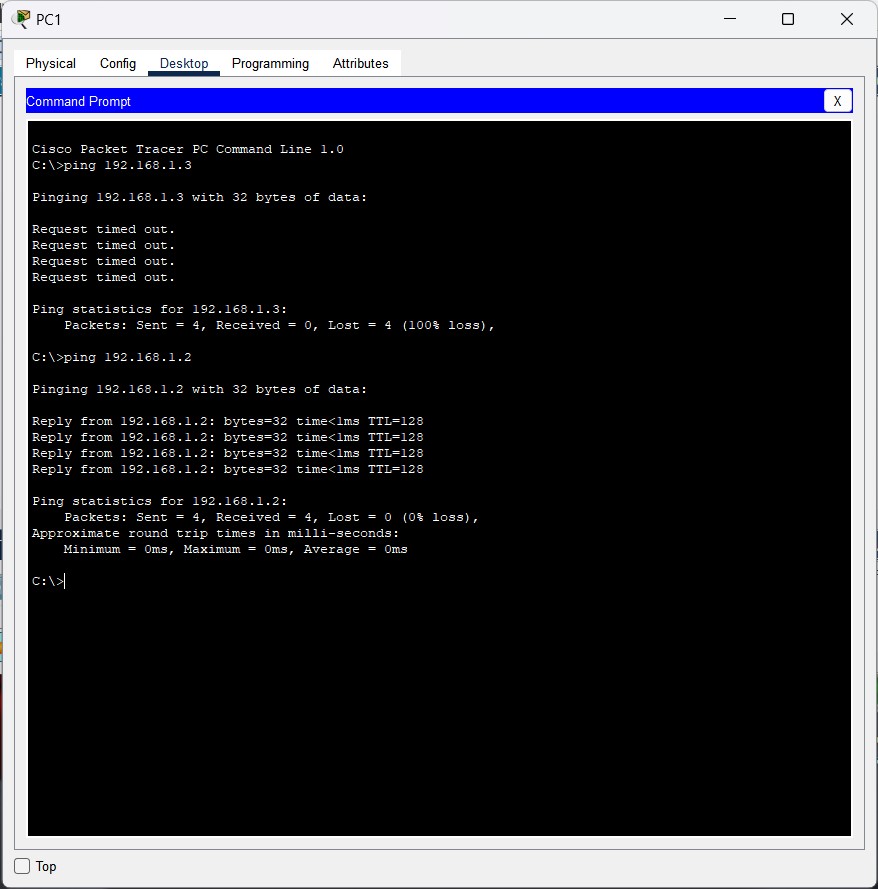 PC1
Physical Config Desktop Programming Attributes
Command Prompt X
Cisco Packet Tracer PC Command Line 1.0
C:\>ping 192.168.1.3
Pinging 192.168.1.3 with 32 bytes of data:
Request timed out.
Request timed out.
Request timed out.
Request timed out.
Ping statistics for 192.168.1.3:
Packets: Sent = 4, Received = 0, Lost = 4 (100% loss),
C:\>ping 192.168.1.2
Pinging 192.168.1.2 with 32 bytes of data:
Reply from 192.168.1.2: bytes=32 time<1ms TTL=128
Reply from 192.168.1.2: bytes=32 time<1ms TTL=128
Reply from 192.168.1.2: bytes=32 time<1ms TTL=128
Reply from 192.168.1.2: bytes=32 time<1ms TTL=128
Ping statistics for 192.168.1.2:
Packets: Sent = 4, Received = 4, Lost = 0 (0% loss),
Approximate round trip times in milli-seconds:
Minimum = 0ms, Maximum = 0ms, Average = 0ms
C:\>
Top